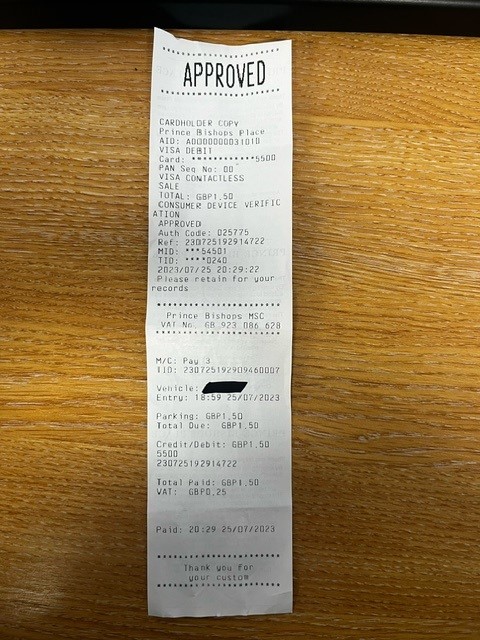 APPROVED
CARDHOLDER COPY
Prince Bishops Place
AID: A0000000031010
VISA DEBIT
Card: ************5500
PAN Seq No: 00
VISA CONTACTLESS
SALE
TOTAL: GBP1.50
CONSUMER DEVICE VERIFIC
ATION
APPROVED
Auth Code: 025775
Ref: 230725192914722
MID: ***54501
TID: ****0240
2023/07/25 20:29:22
Please retain for your
records
Prince Bishops MSC
VAT No. GB 923 086 628
M/C: Pay 3
TID: 230725192909460007
Vehicle:
Entry: 18:59 25/07/2023
Parking: GBP1.50
Total Due: GBP1.50
Credit/Debit: GBP1.50
5500
230725192914722
Total Paid: GBP1.50
VAT: GBP0.25
Paid: 20:29 25/07/2023
Thank you for
your custom